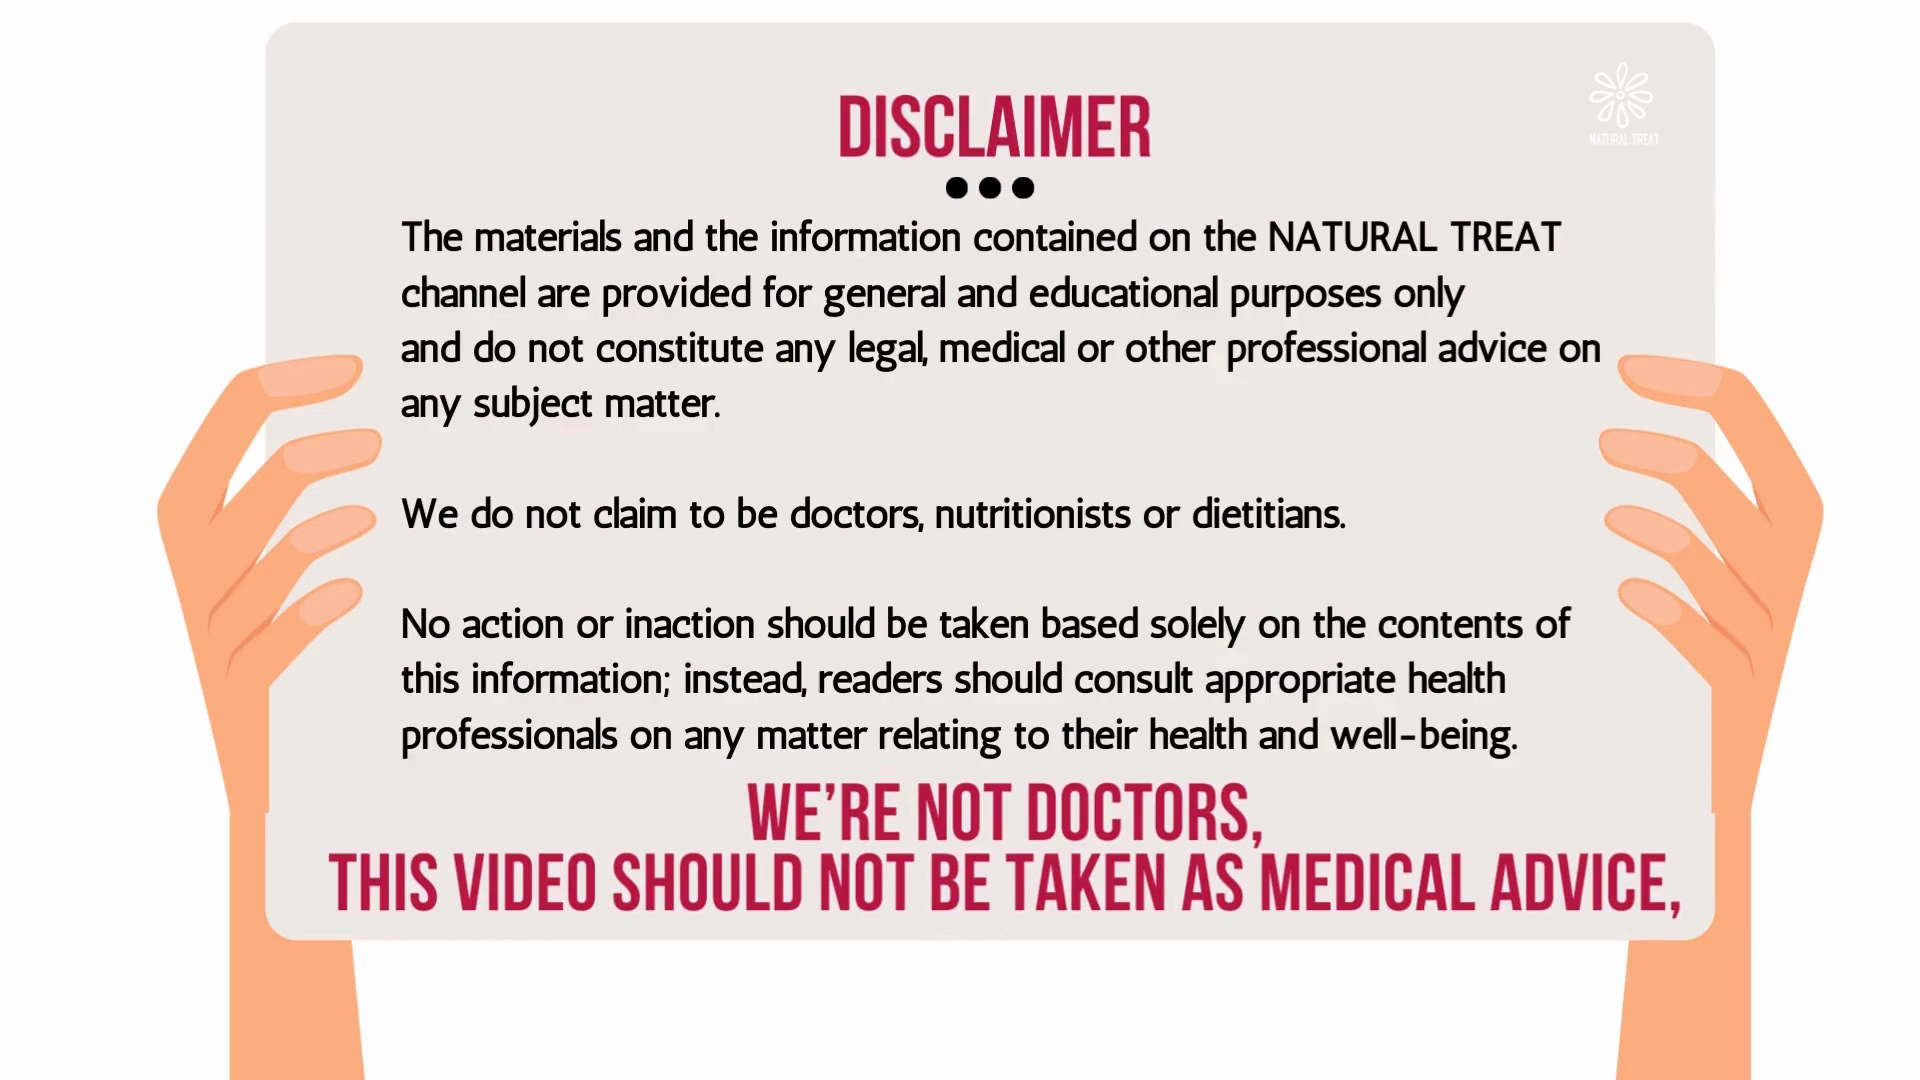 DISCLAIMER
NATURAL TREAT
The materials and the information contained on the NATURAL TREAT
channel are provided for general and educational purposes only
and do not constitute any legal, medical or other professional advice on
any subject matter.
We do not claim to be doctors, nutritionists or dietitians.
No action or inaction should be taken based solely on the contents of
this information; instead, readers should consult appropriate health
professionals on any matter relating to their health and well-being.
WE'RE NOT DOCTORS,
THIS VIDEO SHOULD NOT BE TAKEN AS MEDICAL ADVICE,